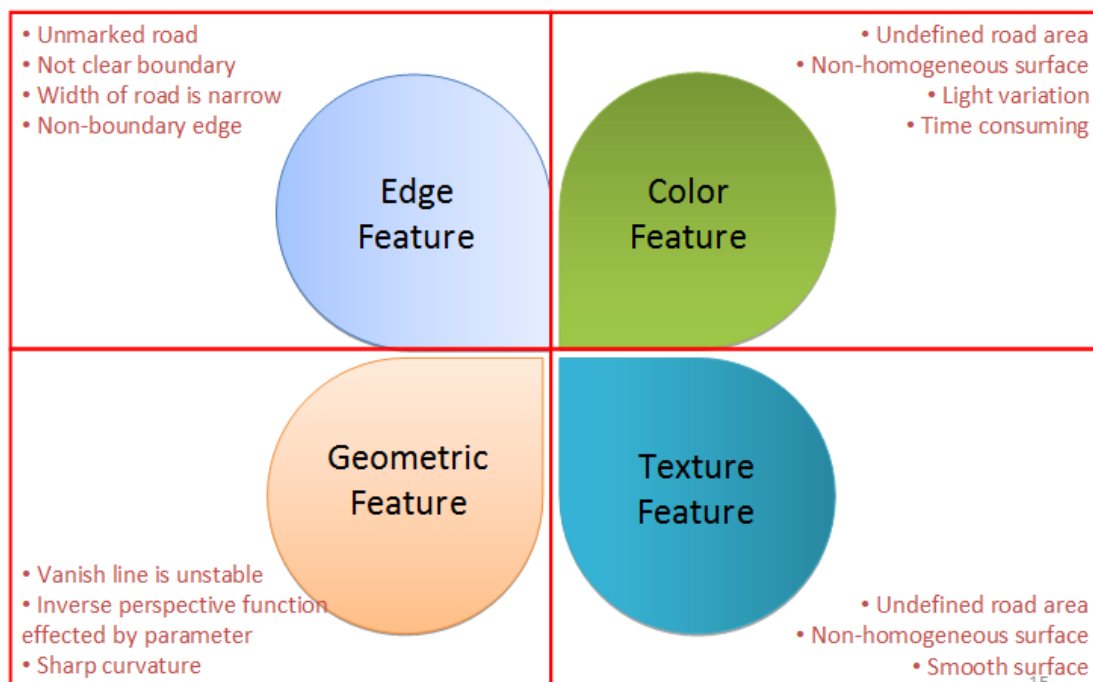 • Unmarked road
• Not clear boundary
• Width of road is narrow
• Non-boundary edge
Edge
Feature
• Undefined road area
• Non-homogeneous surface
• Light variation
• Time consuming
Color
Feature
Geometric
Feature
• Vanish line is unstable
• Inverse perspective function
effected by parameter
• Sharp curvature
Texture
Feature
• Undefined road area
• Non-homogeneous surface
• Smooth surface
15